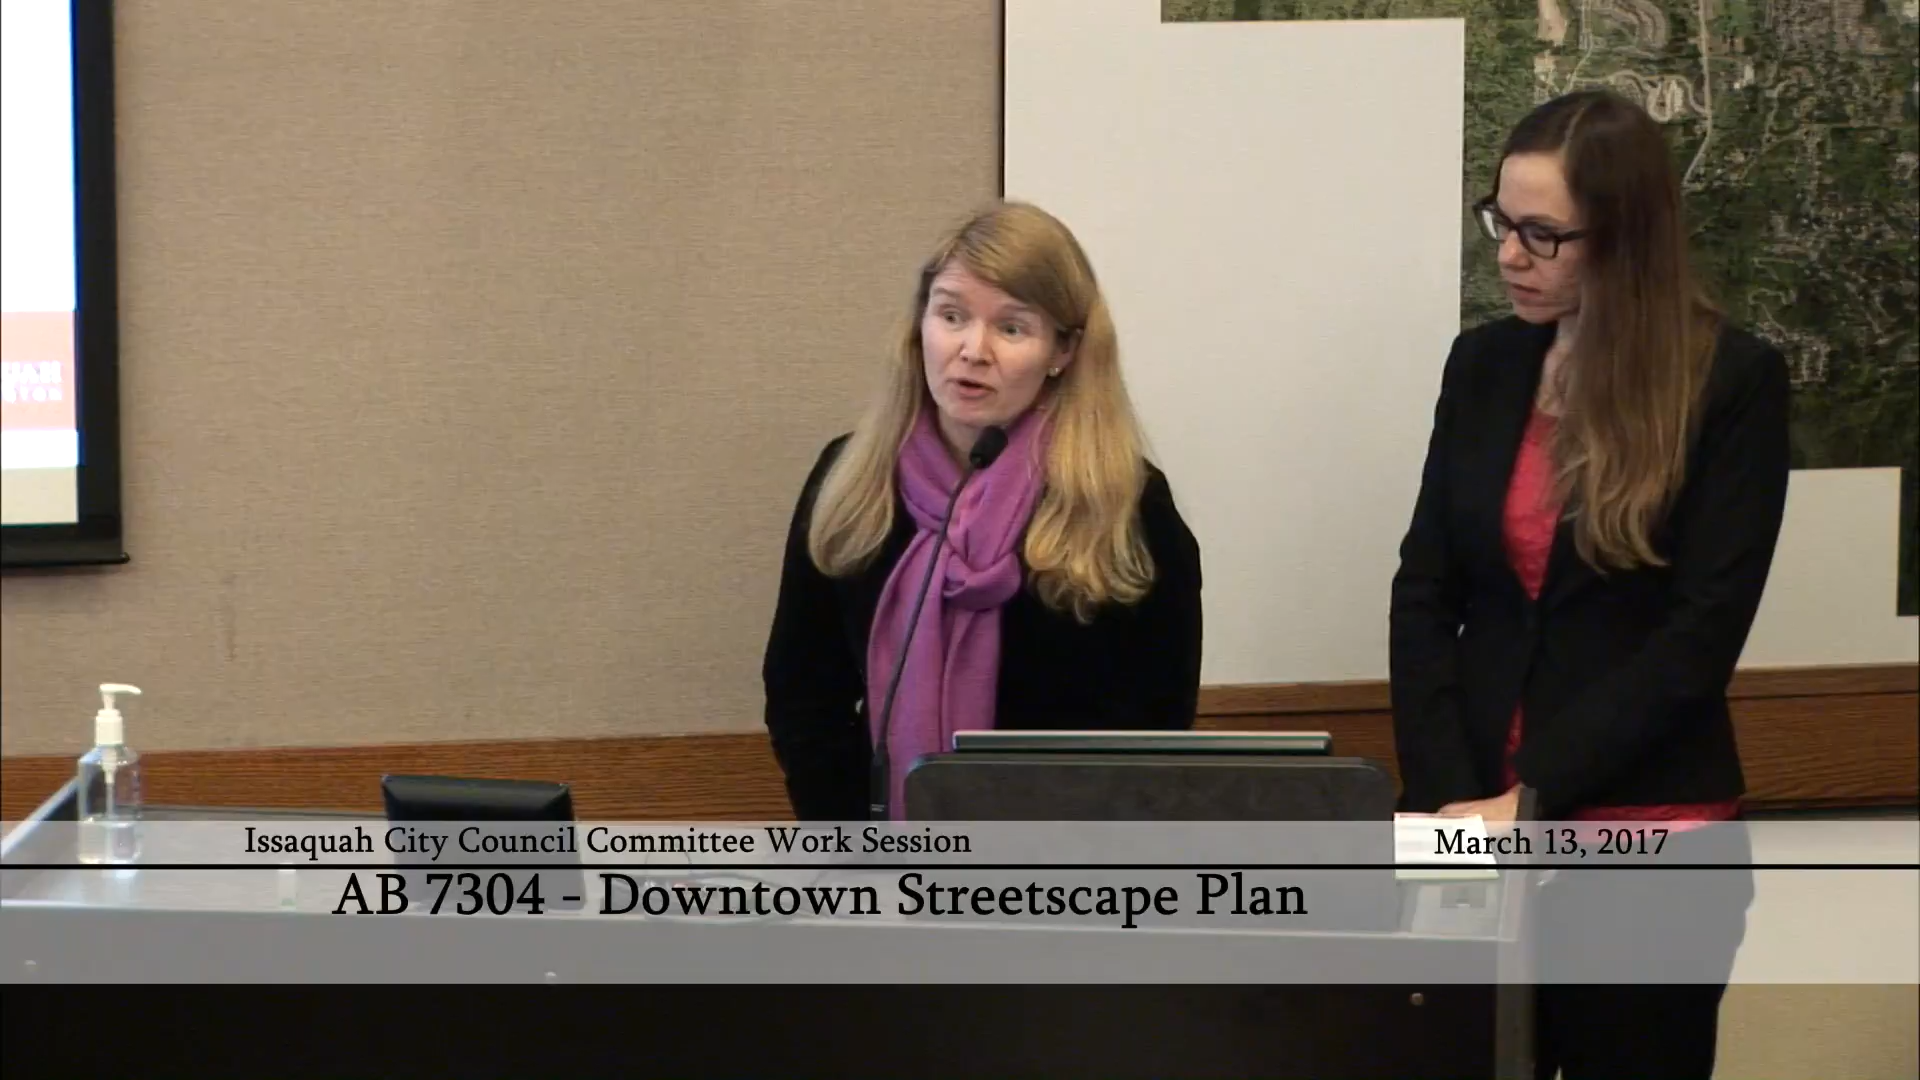 Issaquah City Council Committee Work Session
March 13, 2017
AB 7304 - Downtown Streetscape Plan